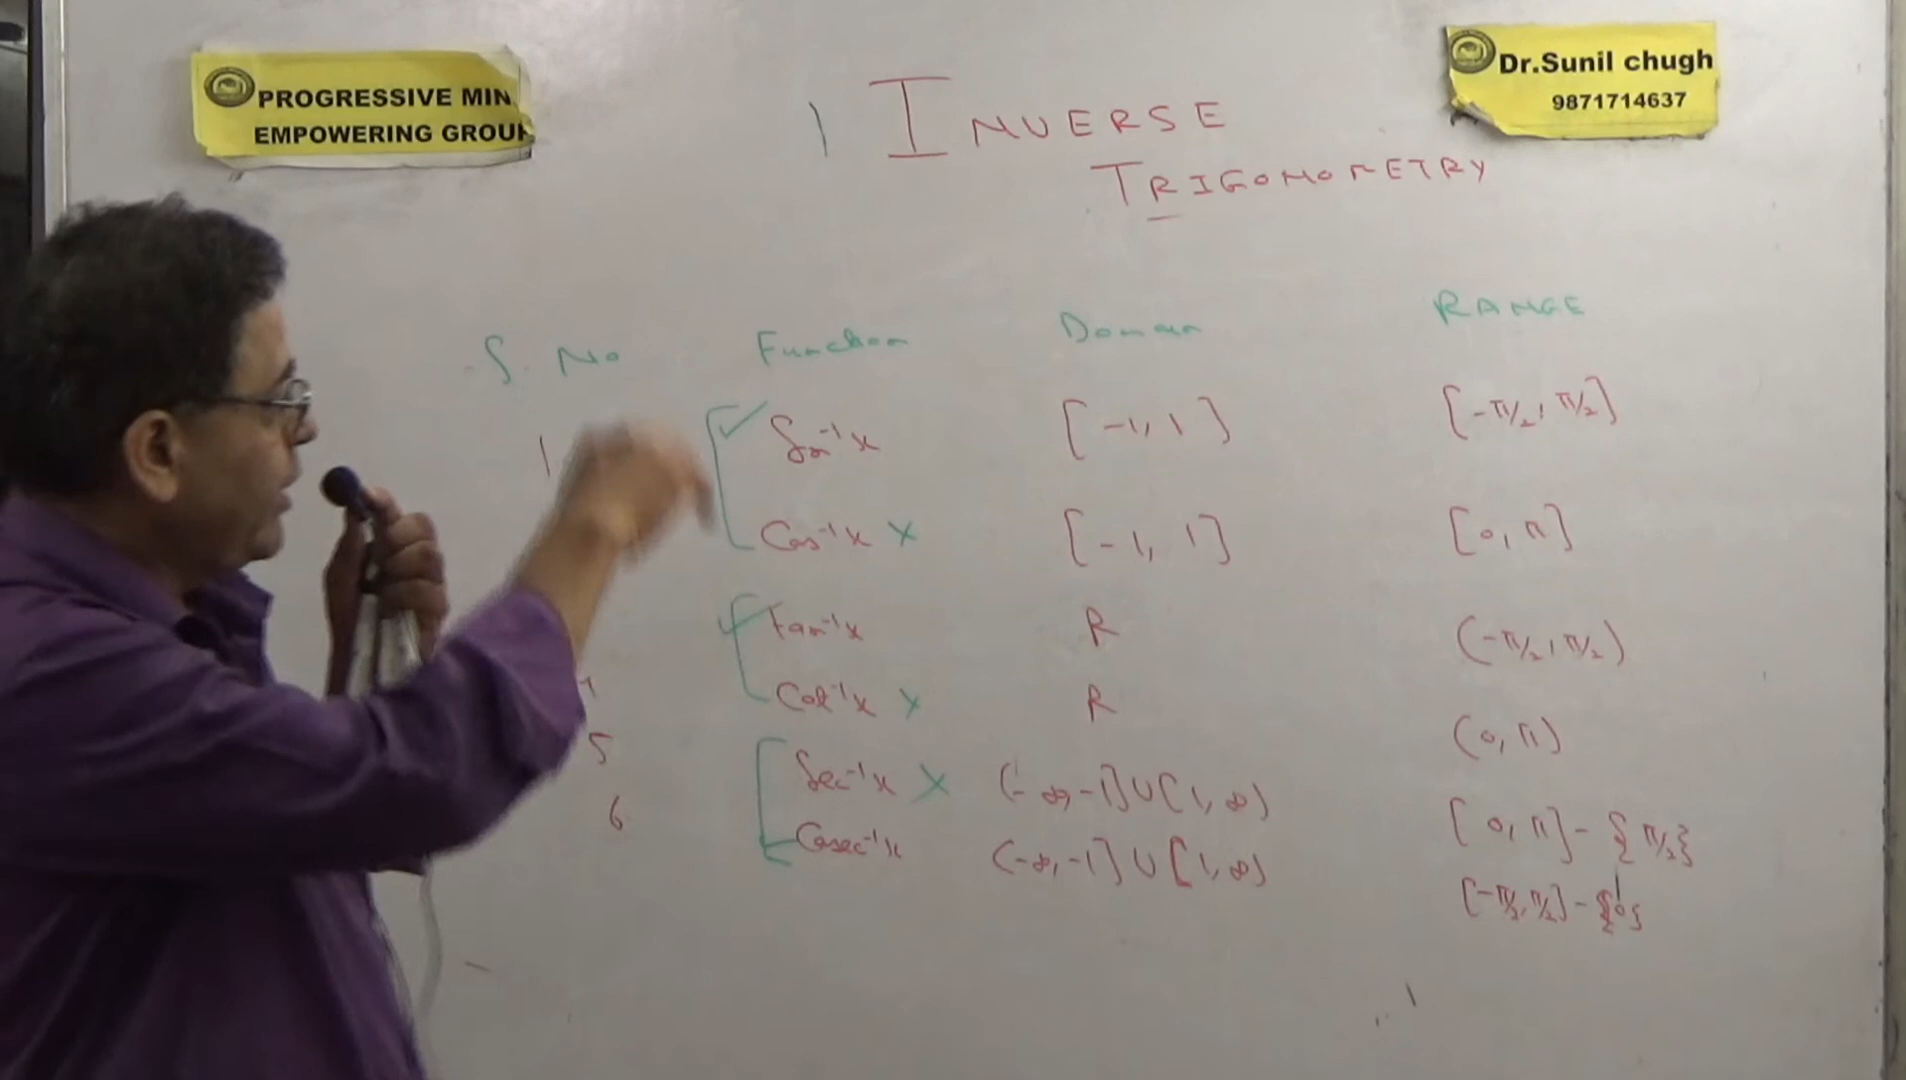 PROGRESSIVE MIN
EMPOWERING GROUP
Dr.Sunil chugh
9871714637
INVERSE
TRIGONOMETRY
S. No Function Domain RANGE
1 Sin⁻¹x [-1, 1] [-π/2, π/2]
Cos⁻¹x X [-1, 1] [0, π]
tan⁻¹x R (-π/2, π/2)
Cot⁻¹x X R (0, π)
5 Sec⁻¹x X (-∞, -1] ∪ [1, ∞) [0, π] - {π/2}
6 Cosec⁻¹x (-∞, -1] ∪ [1, ∞) [-π/2, π/2] - {0}